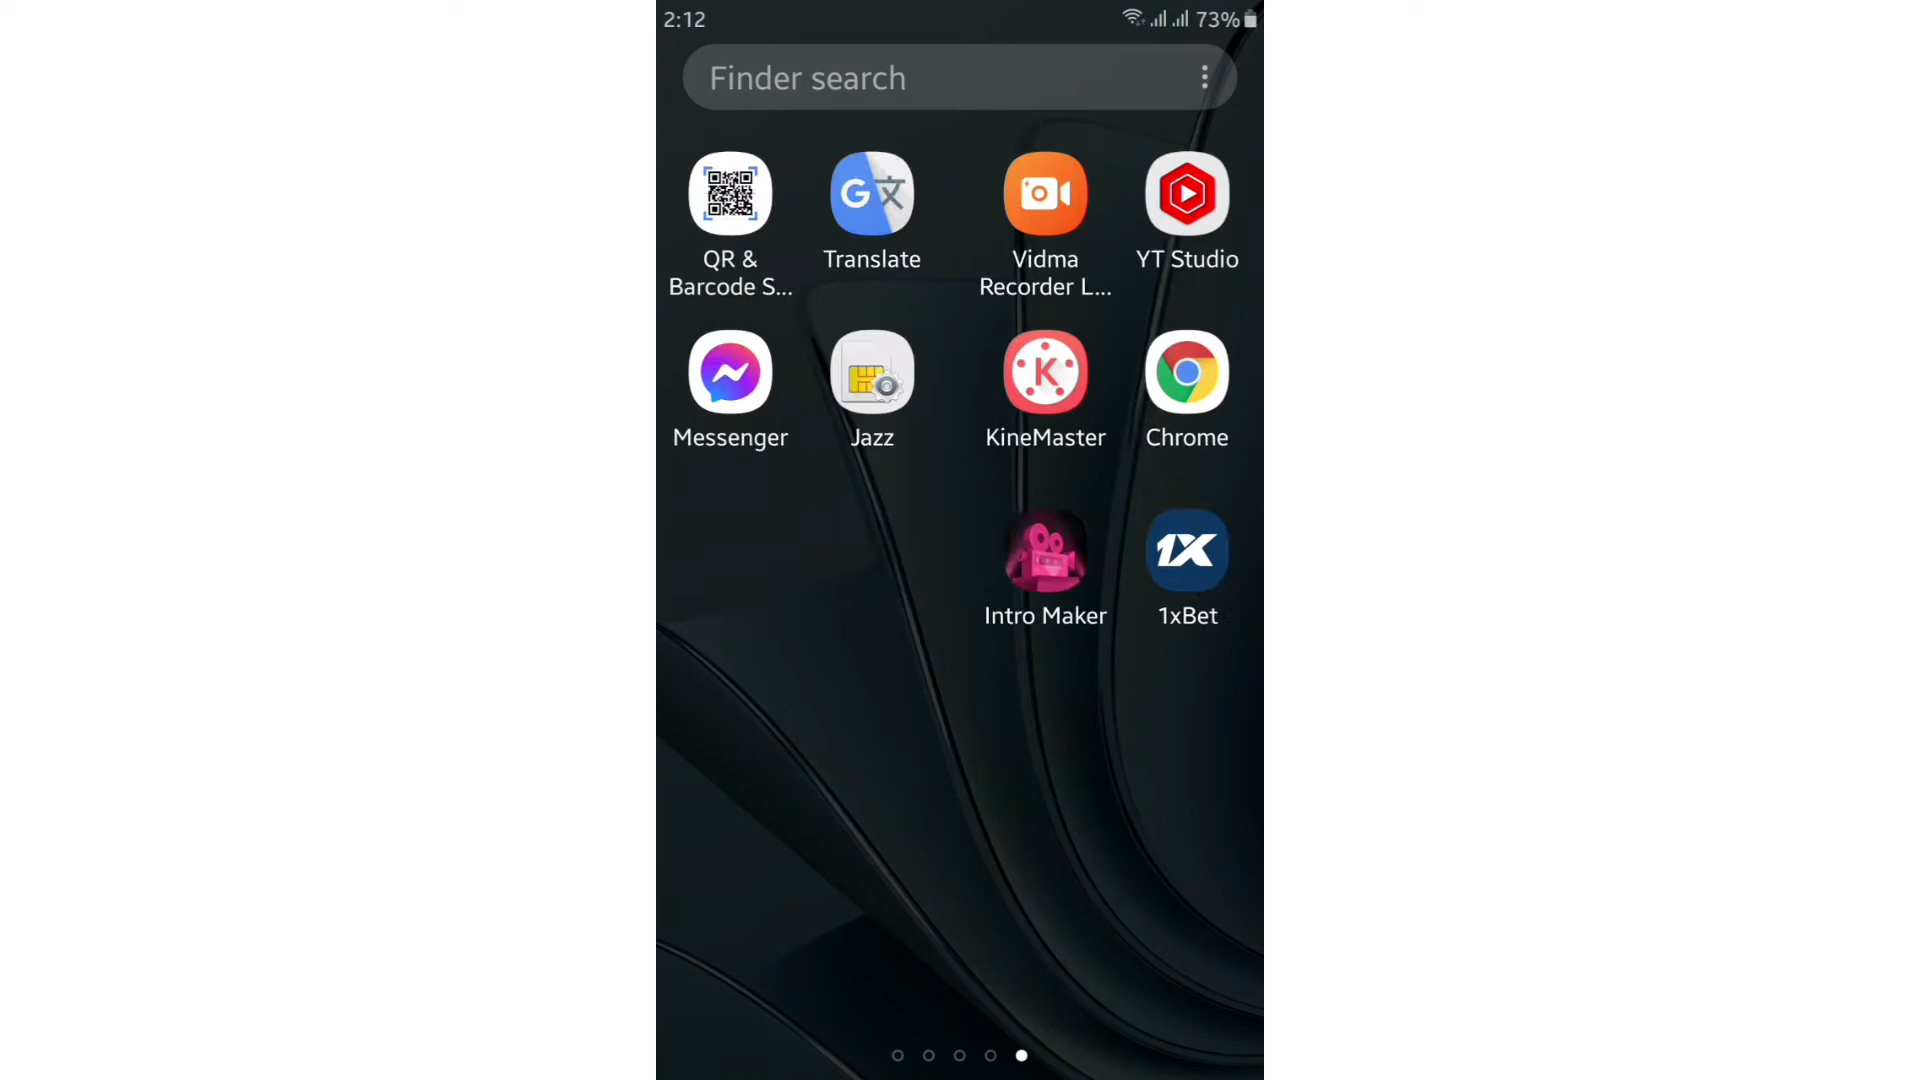 2:12
73%
Finder search
QR &
Barcode S...
Translate
Vidma
Recorder L...
YT Studio
Messenger
Jazz
KineMaster
Chrome
1X
Intro Maker
1xBet